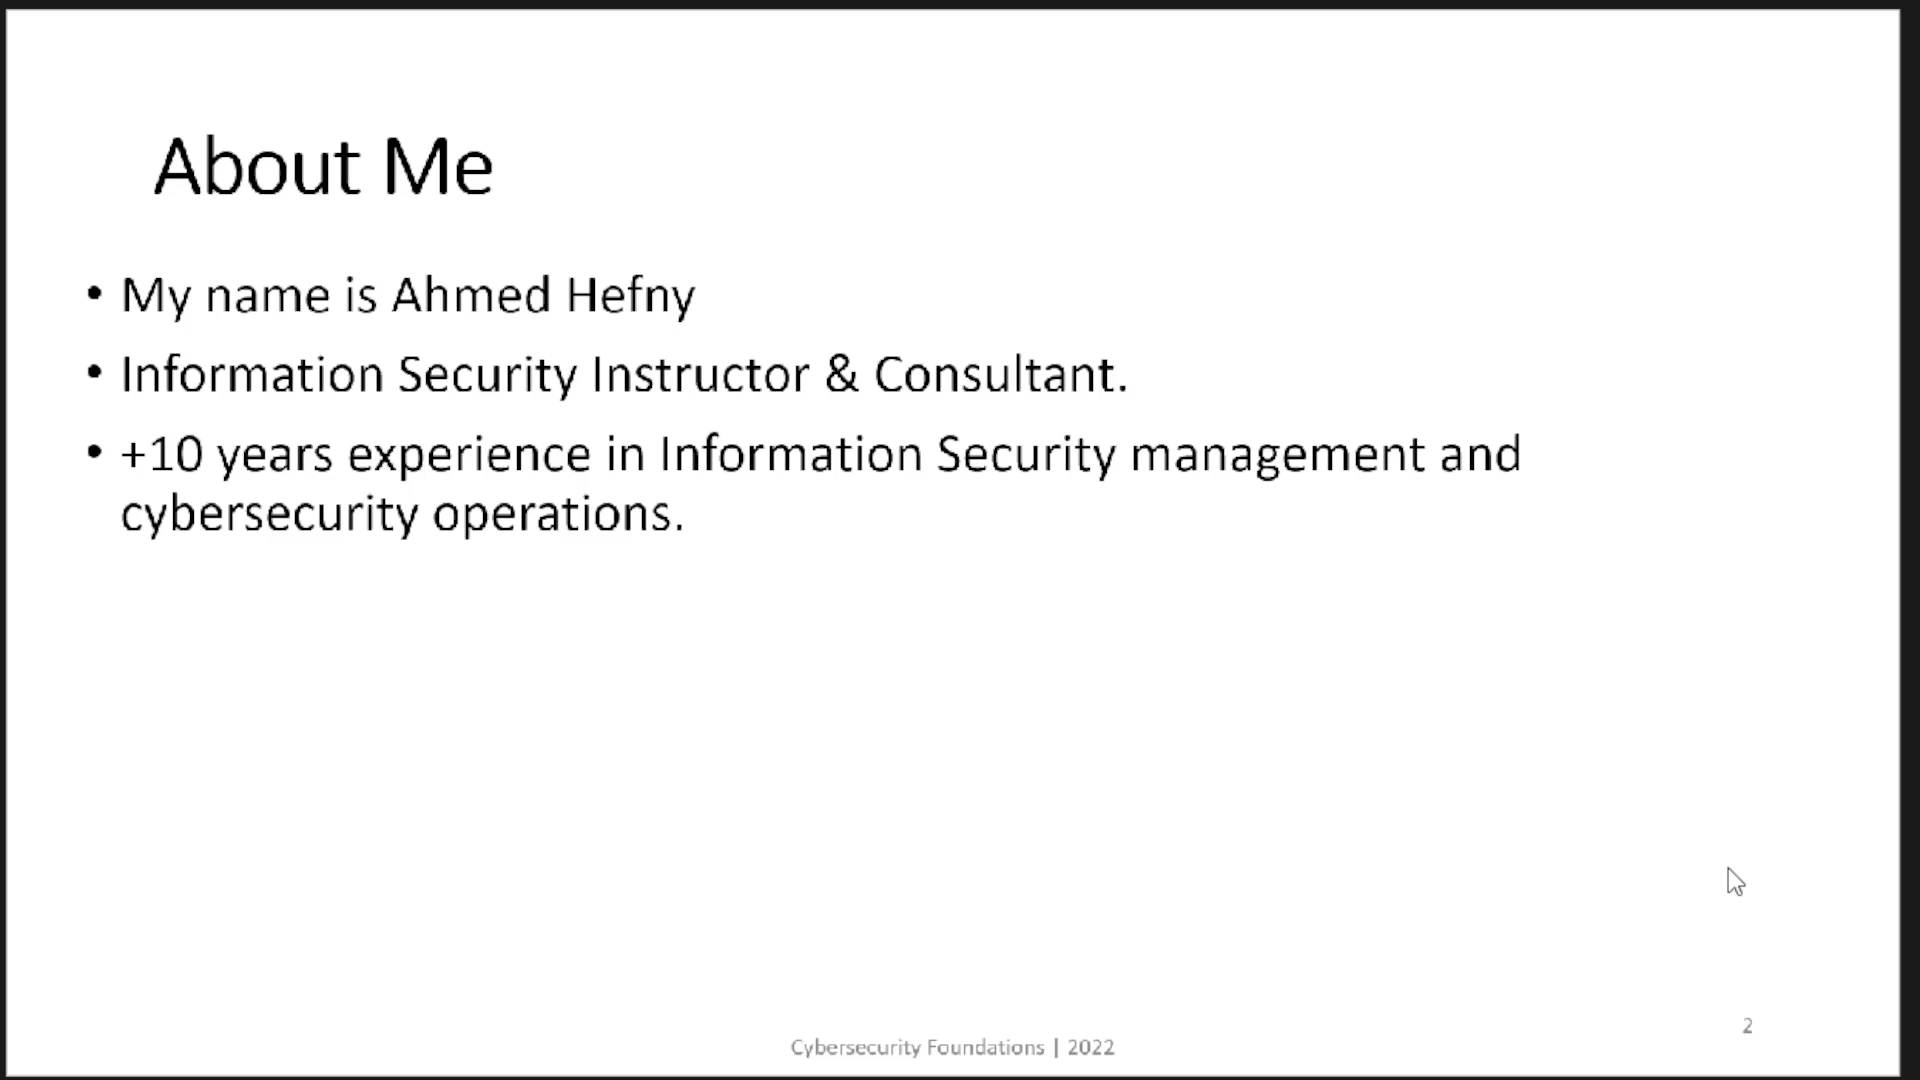 About Me
• My name is Ahmed Hefny
• Information Security Instructor & Consultant.
• +10 years experience in Information Security management and
cybersecurity operations.
2
Cybersecurity Foundations | 2022